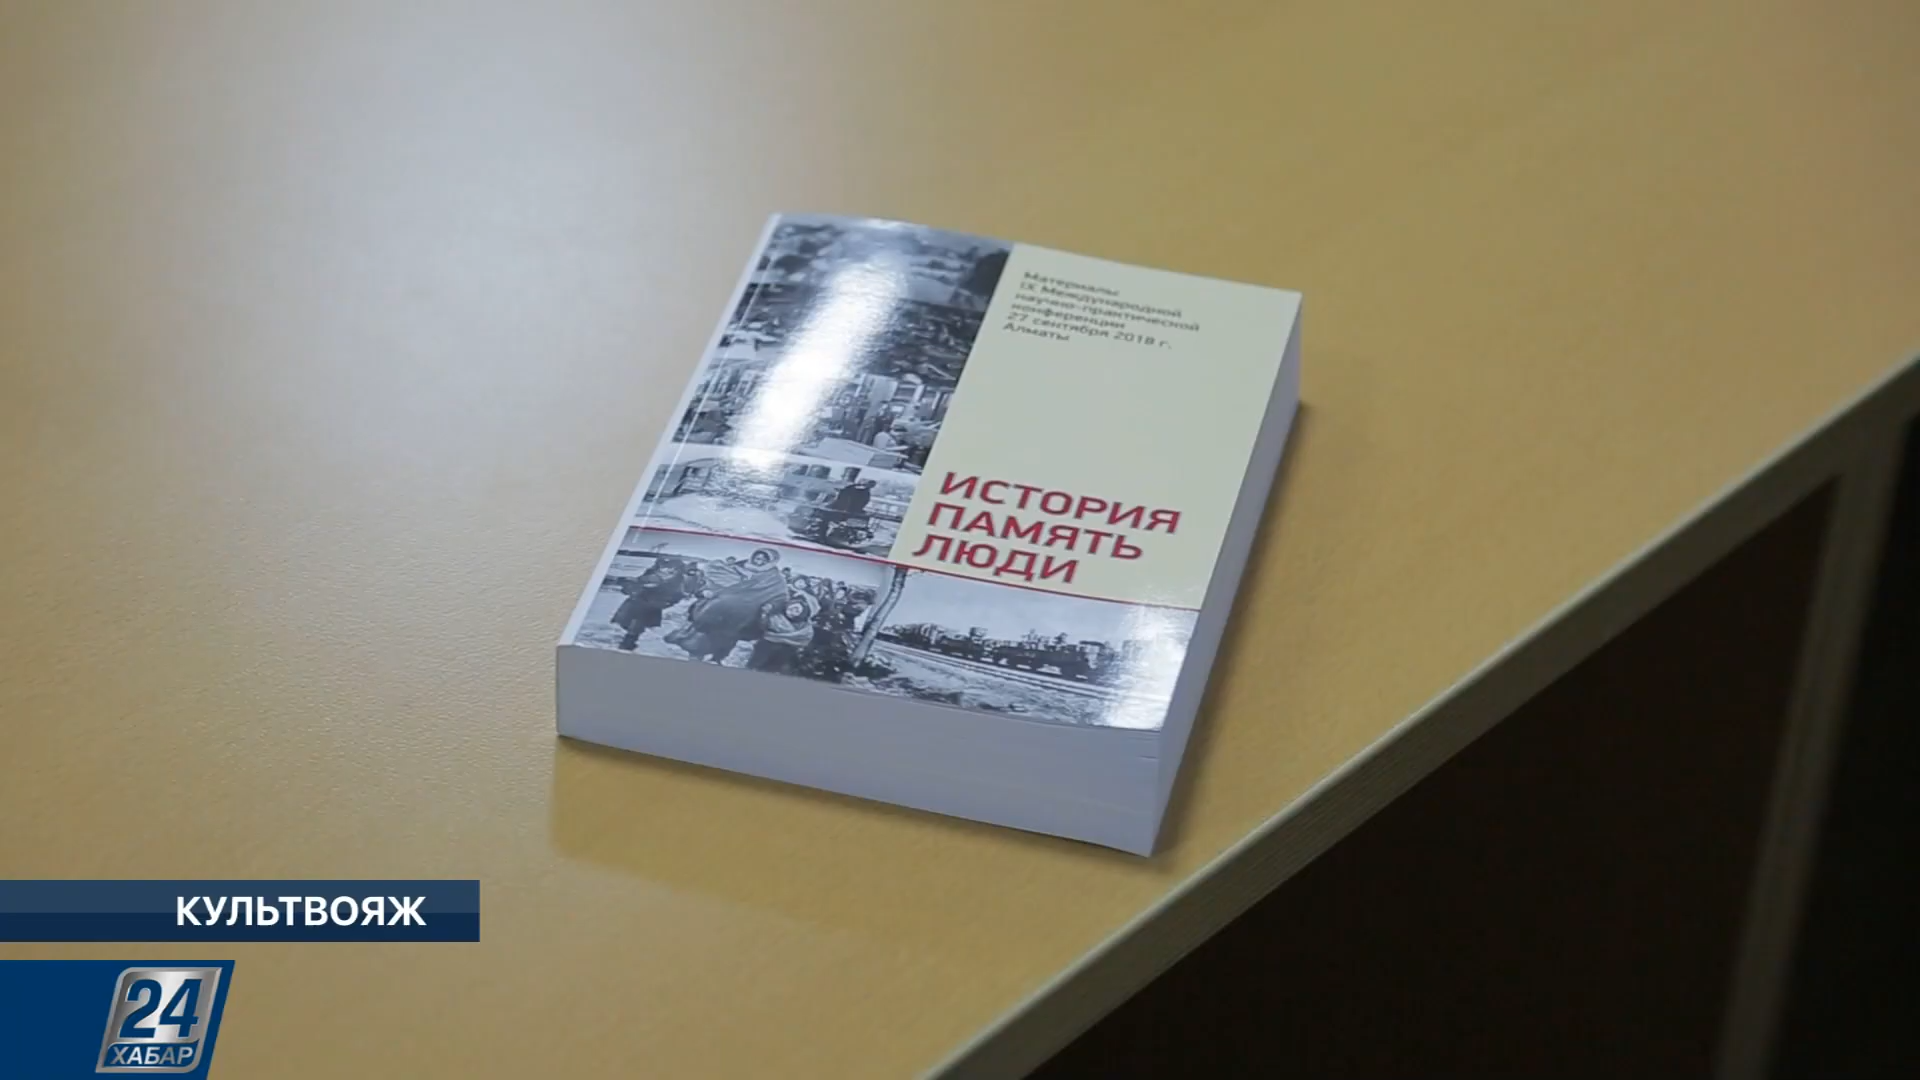 Материалы
IX Международной
научно-практической
конференции
27 сентября 2018 г.
Алматы
ИСТОРИЯ
ПАМЯТЬ
ЛЮДИ
КУЛЬТВОЯЖ
24
ХАБАР